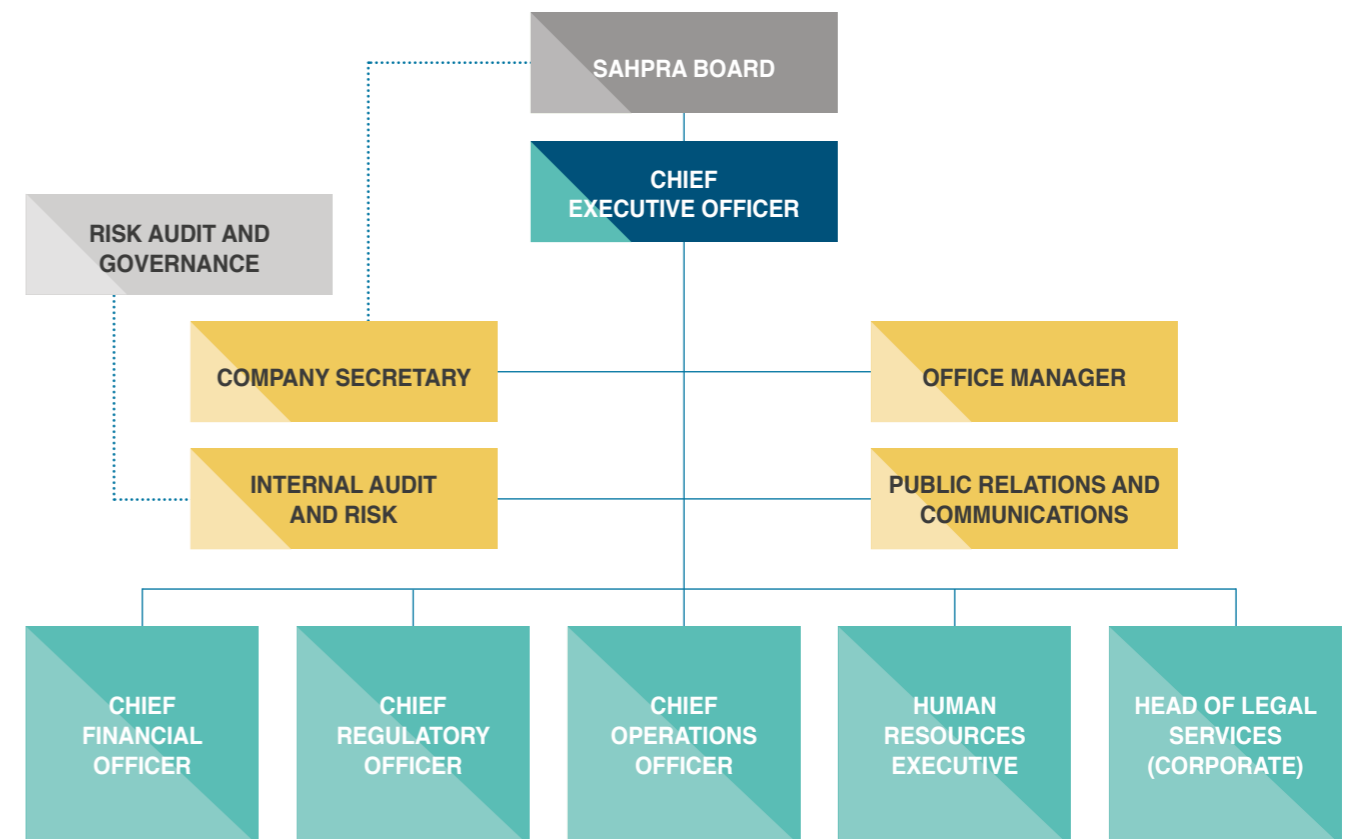 SAHPRA BOARD
CHIEF
EXECUTIVE OFFICER
RISK AUDIT AND
GOVERNANCE
COMPANY SECRETARY
OFFICE MANAGER
INTERNAL AUDIT
AND RISK
PUBLIC RELATIONS AND
COMMUNICATIONS
CHIEF
FINANCIAL
OFFICER
CHIEF
REGULATORY
OFFICER
CHIEF
OPERATIONS
OFFICER
HUMAN
RESOURCES
EXECUTIVE
HEAD OF LEGAL
SERVICES
(CORPORATE)